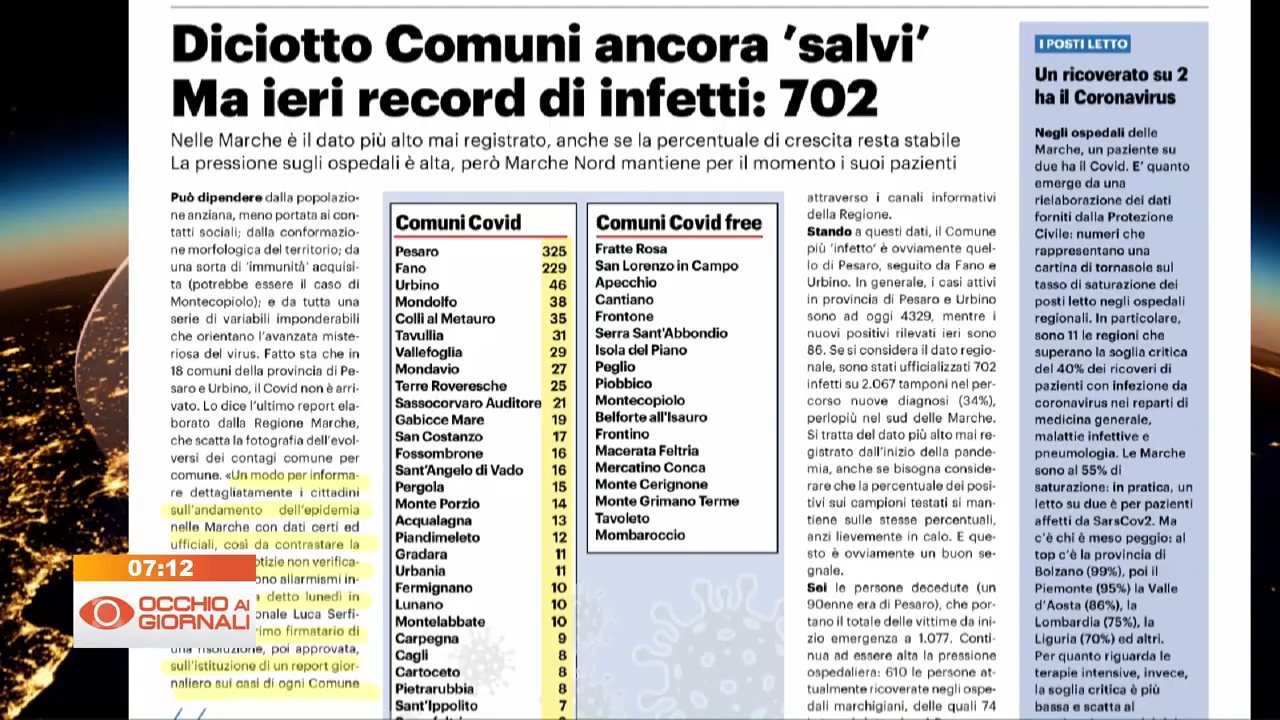 Diciotto Comuni ancora ’salvi’
Ma ieri record di infetti: 702
Nelle Marche è il dato più alto mai registrato, anche se la percentuale di crescita resta stabile
La pressione sugli ospedali è alta, però Marche Nord mantiene per il momento i suoi pazienti
Può dipendere dalla popolazio-
ne anziana, meno portata ai con-
tatti sociali; dalla conformazio-
ne morfologica del territorio; da
una sorta di ’immunità’ acquisi-
ta (potrebbe essere il caso di
Montecopiolo); e da tutta una
serie di variabili imponderabili
che orientano l’avanzata miste-
riosa del virus. Fatto sta che in
18 comuni della provincia di Pe-
saro e Urbino, il Covid non è arri-
vato. Lo dice l’ultimo report ela-
borato dalla Regione Marche,
che scatta la fotografia dell’evol-
versi dei contagi comune per
comune. «Un modo per informa-
re dettagliatamente i cittadini
sull’andamento dell’epidemia
nelle Marche con dati certi ed
ufficiali, così da contrastare la
otizie non verifica-
ono allarmismi in-
a detto lunedì in
onale Luca Serfi-
rimo firmatario di
una risoluzione, poi approvata,
sull’istituzione di un report gior-
naliero sui casi di ogni Comune
Comuni Covid
Pesaro 325
Fano 229
Urbino 46
Mondolfo 38
Colli al Metauro 35
Tavullia 31
Vallefoglia 29
Mondavio 27
Terre Roveresche 25
Sassocorvaro Auditore 21
Gabicce Mare 19
San Costanzo 17
Fossombrone 16
Sant’Angelo di Vado 16
Pergola 15
Monte Porzio 14
Acqualagna 13
Piandimeleto 12
Gradara 11
Urbania 11
Fermignano 10
Lunano 10
Montelabbate 10
Carpegna 9
Cagli 8
Cartoceto 8
Pietrarubbia 8
Sant’Ippolito 7
Comuni Covid free
Fratte Rosa
San Lorenzo in Campo
Apecchio
Cantiano
Frontone
Serra Sant’Abbondio
Isola del Piano
Peglio
Piobbico
Montecopiolo
Belforte all’Isauro
Frontino
Macerata Feltria
Mercatino Conca
Monte Cerignone
Monte Grimano Terme
Tavoleto
Mombaroccio
attraverso i canali informativi
della Regione.
Stando a questi dati, il Comune
più ’infetto’ è ovviamente quel-
lo di Pesaro, seguito da Fano e
Urbino. In generale, i casi attivi
in provincia di Pesaro e Urbino
sono ad oggi 4329, mentre i
nuovi positivi rilevati ieri sono
86. Se si considera il dato regio-
nale, sono stati ufficializzati 702
infetti su 2.067 tamponi nel per-
corso nuove diagnosi (34%),
perlopiù nel sud delle Marche.
Si tratta del dato più alto mai re-
gistrato dall’inizio della pande-
mia, anche se bisogna conside-
rare che la percentuale dei posi-
tivi sui campioni testati si man-
tiene sulle stesse percentuali,
anzi lievemente in calo. E que-
sto è ovviamente un buon se-
gnale.
Sei le persone decedute (un
90enne era di Pesaro), che por-
tano il totale delle vittime da ini-
zio emergenza a 1.077. Conti-
nua ad essere alta la pressione
ospedaliera: 610 le persone at-
tualmente ricoverate negli ospe-
dali marchigiani, delle quali 74
I POSTI LETTO
Un ricoverato su 2
ha il Coronavirus
Negli ospedali delle
Marche, un paziente su
due ha il Covid. E’ quanto
emerge da una
rielaborazione dei dati
forniti dalla Protezione
Civile: numeri che
rappresentano una
cartina di tornasole sul
tasso di saturazione dei
posti letto negli ospedali
regionali. In particolare,
sono 11 le regioni che
superano la soglia critica
del 40% dei ricoveri di
pazienti con infezione da
coronavirus nei reparti di
medicina generale,
malattie infettive e
pneumologia. Le Marche
sono al 55% di
saturazione: in pratica, un
letto su due è per pazienti
affetti da SarsCov2. Ma
c’è chi è meso peggio: al
top c’è la provincia di
Bolzano (99%), poi il
Piemonte (95%) la Valle
d’Aosta (86%), la
Lombardia (75%), la
Liguria (70%) ed altri.
Per quanto riguarda le
terapie intensive, invece,
la soglia critica è più
bassa e scatta al
07:12
OCCHIO AI
GIORNALI